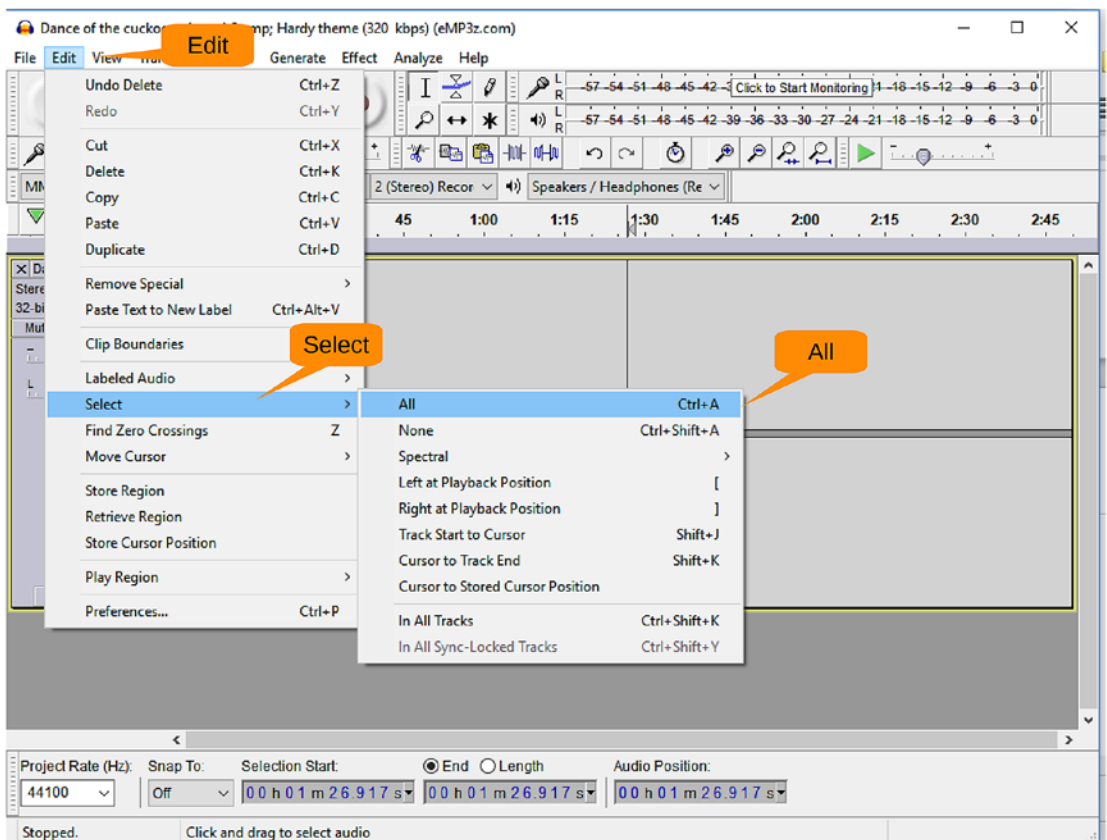 Dance of the cuckoo mp; Hardy theme (320 kbps) (eMP3z.com)
Edit
File Edit View Generate Effect Analyze Help
Undo Delete Ctrl+Z
Redo Ctrl+Y
Cut Ctrl+X
Delete Ctrl+K
Copy Ctrl+C
Paste Ctrl+V
Duplicate Ctrl+D
Remove Special
Paste Text to New Label Ctrl+Alt+V
Clip Boundaries
Select
Labeled Audio
Select
Find Zero Crossings Z
Move Cursor
Store Region
Retrieve Region
Store Cursor Position
Play Region
Preferences... Ctrl+P
L
R
-57 -54 -51 -48 -45 -42 -3 Click to Start Monitoring 1 -18 -15 -12 -9 -6 -3 0
L
R
-57 -54 -51 -48 -45 -42 -39 -36 -33 -30 -27 -24 -21 -18 -15 -12 -9 -6 -3 0
MM 2 (Stereo) Recor Speakers / Headphones (Re
45 1:00 1:15 1:30 1:45 2:00 2:15 2:30 2:45
Stere
32-bi
Mut
L
All
All Ctrl+A
None Ctrl+Shift+A
Spectral
Left at Playback Position [
Right at Playback Position ]
Track Start to Cursor Shift+J
Cursor to Track End Shift+K
Cursor to Stored Cursor Position
In All Tracks Ctrl+Shift+K
In All Sync-Locked Tracks Ctrl+Shift+Y
Project Rate (Hz): Snap To: Selection Start: End Length Audio Position:
44100 Off 00 h 01 m 26.917 s 00 h 01 m 26.917 s 00 h 01 m 26.917 s
Stopped. Click and drag to select audio